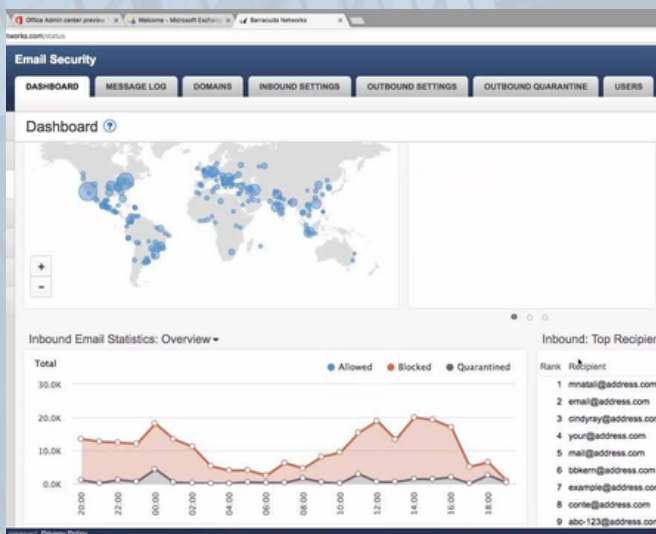 Office Admin center preview
Welcome - Microsoft Exchang
Barracuda Networks
tworks.com/status
Email Security
DASHBOARD
MESSAGE LOG
DOMAINS
INBOUND SETTINGS
OUTBOUND SETTINGS
OUTBOUND QUARANTINE
USERS
Dashboard ?
+
-
Inbound Email Statistics: Overview
Total
Allowed
Blocked
Quarantined
30.0K
20.0K
10.0K
0.0K
20:00
22:00
00:00
02:00
04:00
06:00
08:00
10:00
12:00
14:00
16:00
18:00
Inbound: Top Recipien
Rank Recipient
1 mnatali@address.com
2 email@address.com
3 cindyray@address.com
4 your@address.com
5 mail@address.com
6 bbkern@address.com
7 example@address.com
8 conte@address.com
9 abc-123@address.com
Privacy Policy